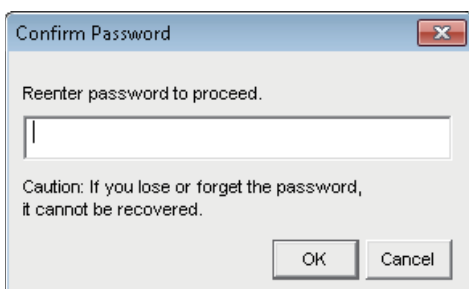 Confirm Password
Reenter password to proceed.
Caution: If you lose or forget the password,
it cannot be recovered.
OK
Cancel